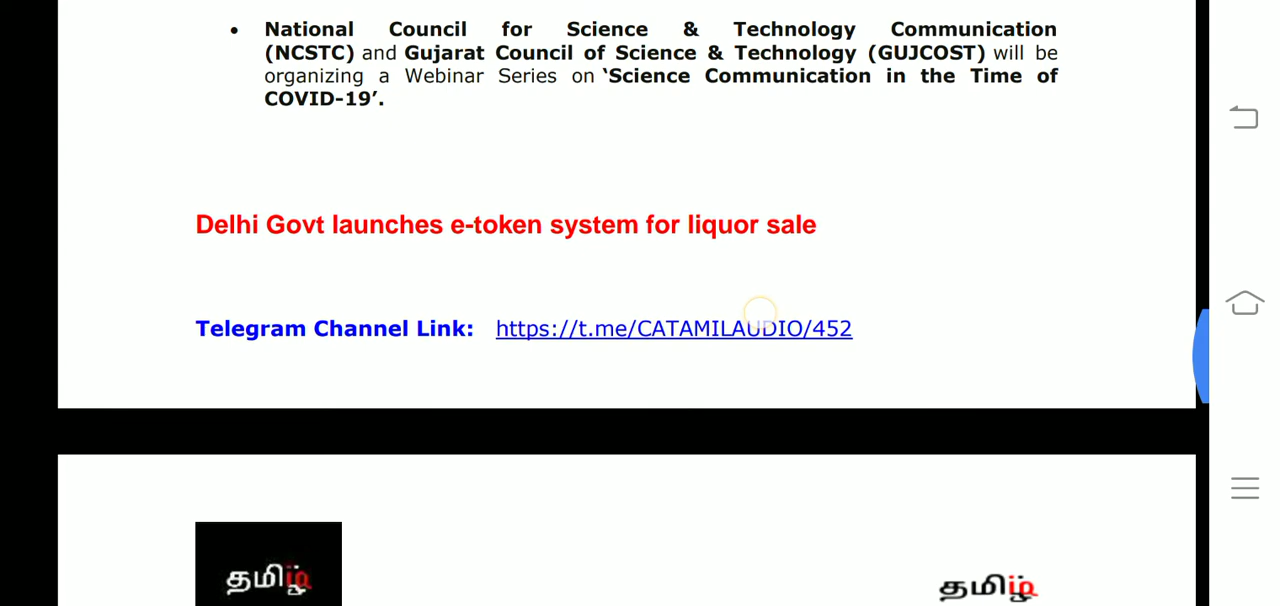 • National Council for Science & Technology Communication
(NCSTC) and Gujarat Council of Science & Technology (GUJCOST) will be
organizing a Webinar Series on ‘Science Communication in the Time of
COVID-19’.
Delhi Govt launches e-token system for liquor sale
Telegram Channel Link: https://t.me/CATAMILAUDIO/452
தமிழ்
தமிழ்